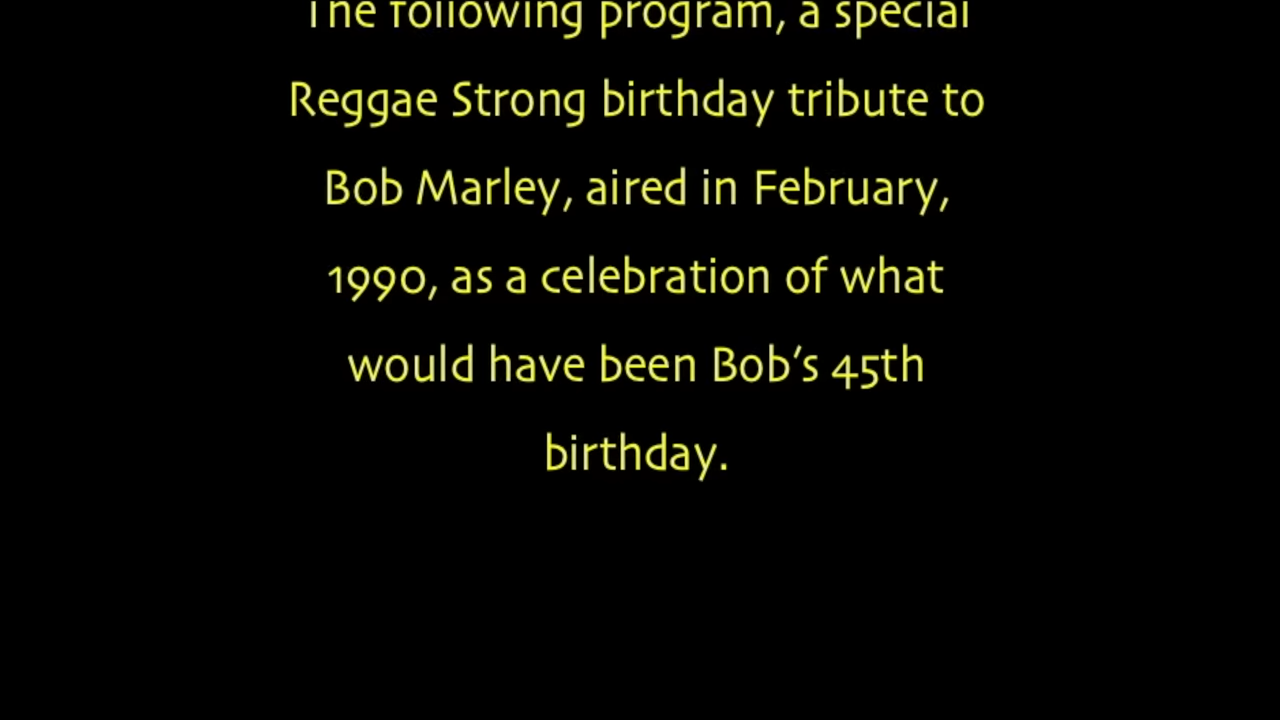 The following program, a special
Reggae Strong birthday tribute to
Bob Marley, aired in February,
1990, as a celebration of what
would have been Bob’s 45th
birthday.